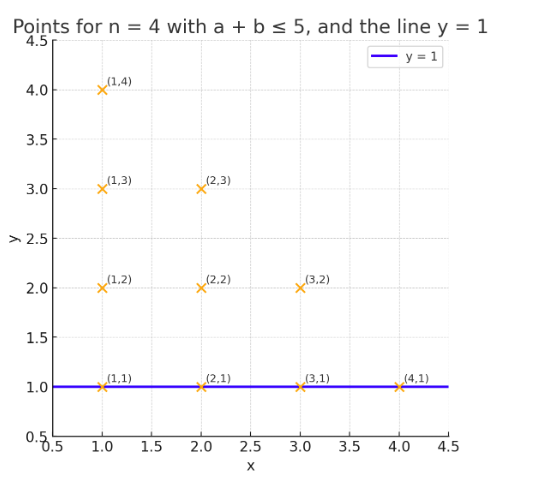 Points for n = 4 with a + b ≤ 5, and the line y = 1
4.5
y = 1
(1,4)
4.0
3.5
(1,3) (2,3)
3.0
y
2.5
(1,2) (2,2) (3,2)
2.0
1.5
(1,1) (2,1) (3,1) (4,1)
1.0
0.5
0.5 1.0 1.5 2.0 2.5 3.0 3.5 4.0 4.5
x